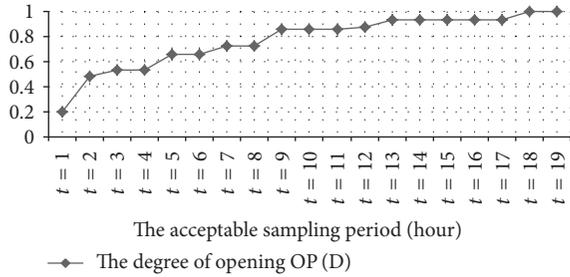 1
0.8
0.6
0.4
0.2
0
t = 1
t = 2
t = 3
t = 4
t = 5
t = 6
t = 7
t = 8
t = 9
t = 10
t = 11
t = 12
t = 13
t = 14
t = 15
t = 16
t = 17
t = 18
t = 19
The acceptable sampling period (hour)
The degree of opening OP (D)